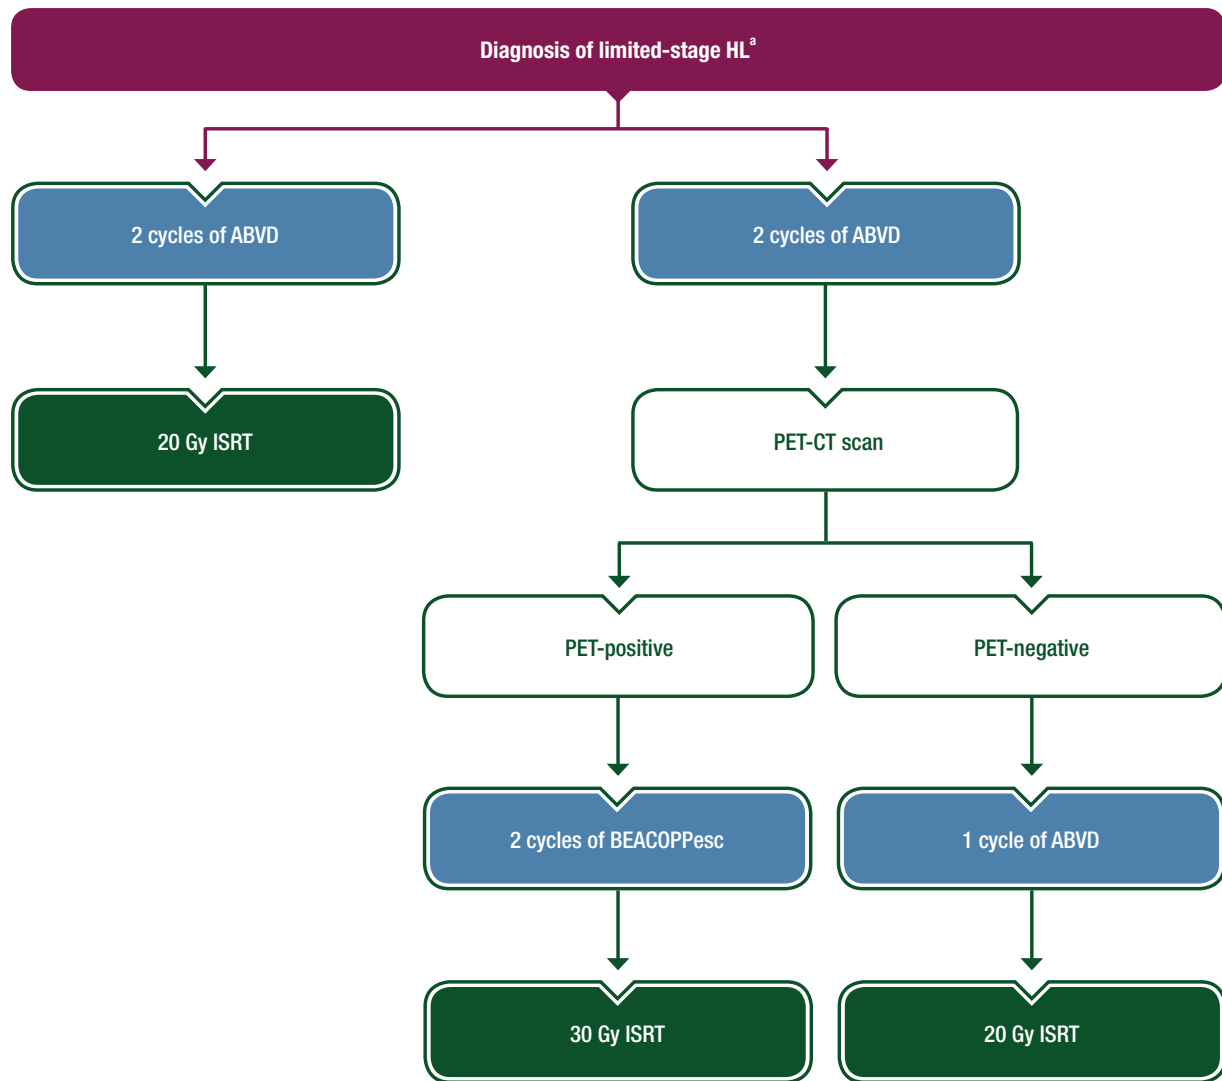 Diagnosis of limited-stage HLa
2 cycles of ABVD
2 cycles of ABVD
20 Gy ISRT
PET-CT scan
PET-positive
PET-negative
2 cycles of BEACOPPesc
1 cycle of ABVD
30 Gy ISRT
20 Gy ISRT